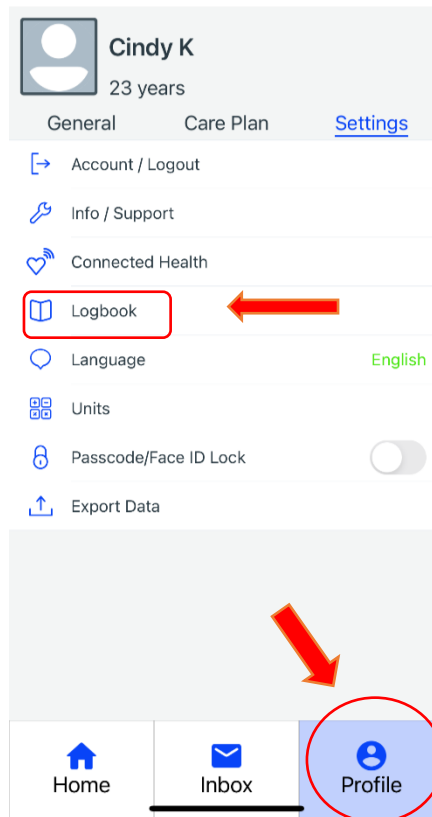 Cindy K
23 years
General Care Plan Settings
Account / Logout
Info / Support
Connected Health
Logbook
Language English
Units
Passcode/Face ID Lock
Export Data
Home Inbox Profile